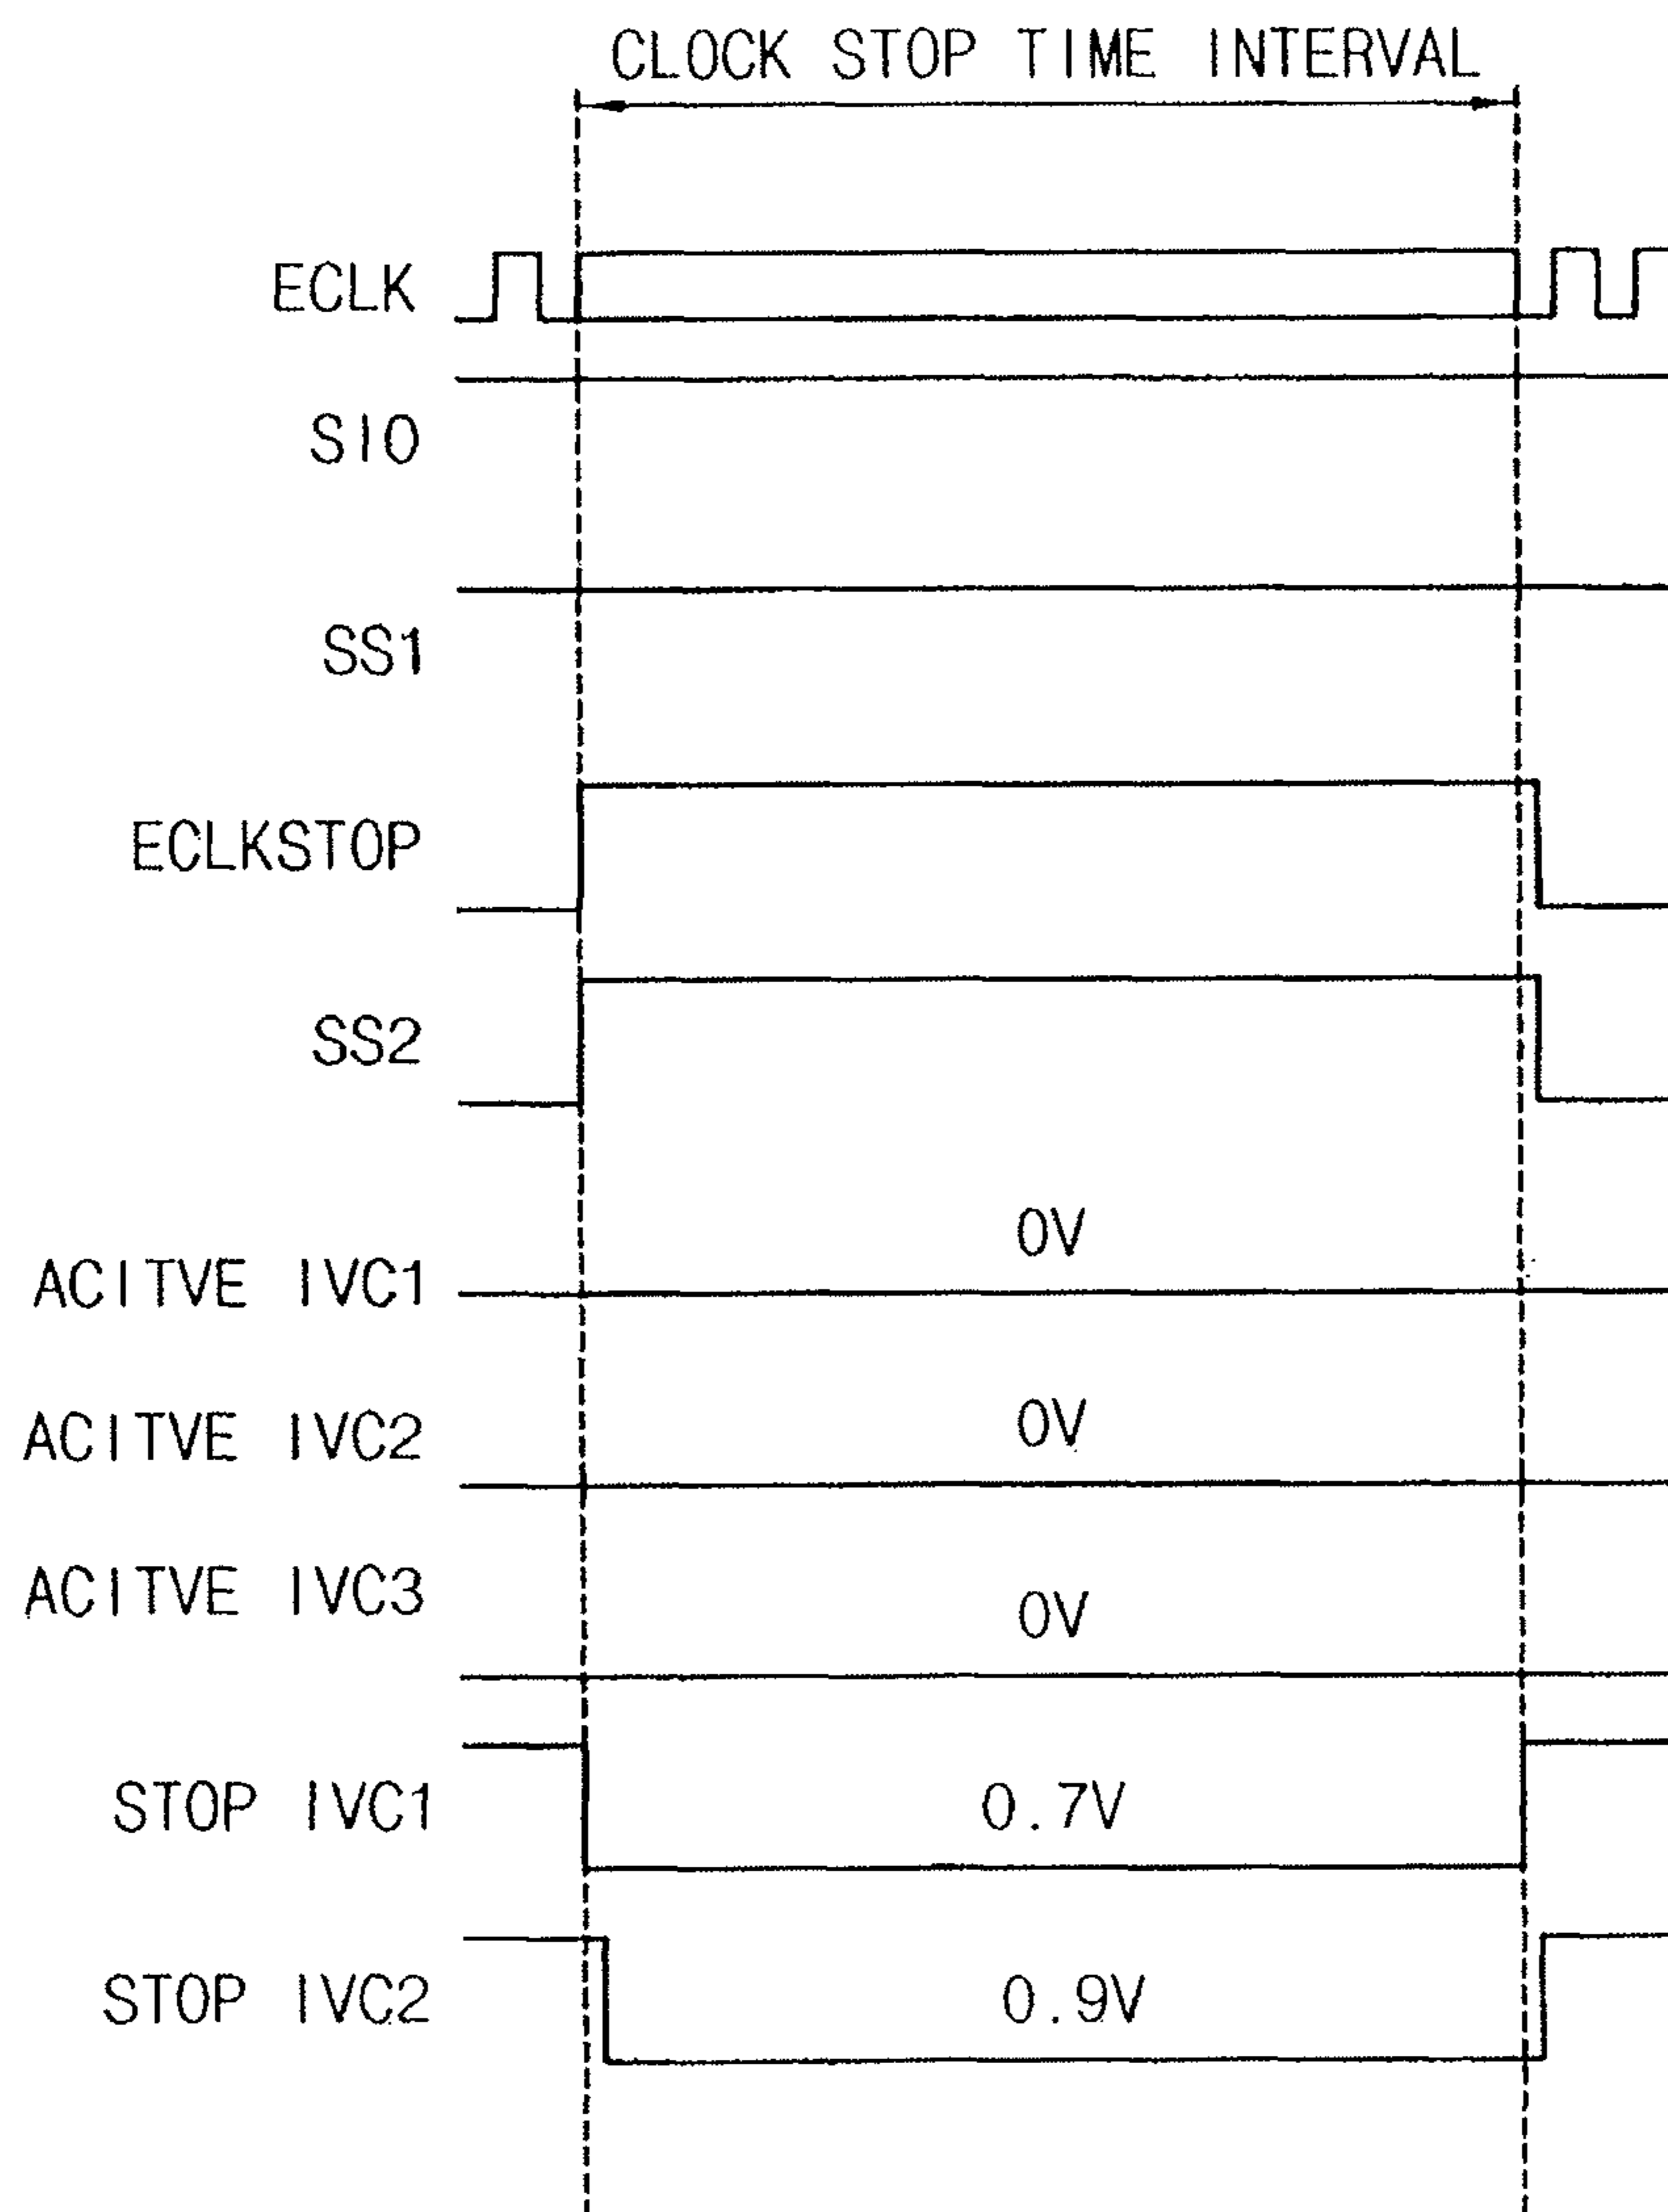 CLOCK STOP TIME INTERVAL
ECLK
SIO
SS1
ECLKSTOP
SS2
0V
ACITVE IVC1
0V
ACITVE IVC2
ACITVE IVC3
0V
STOP IVC1 0.7V
STOP IVC2 0.9V